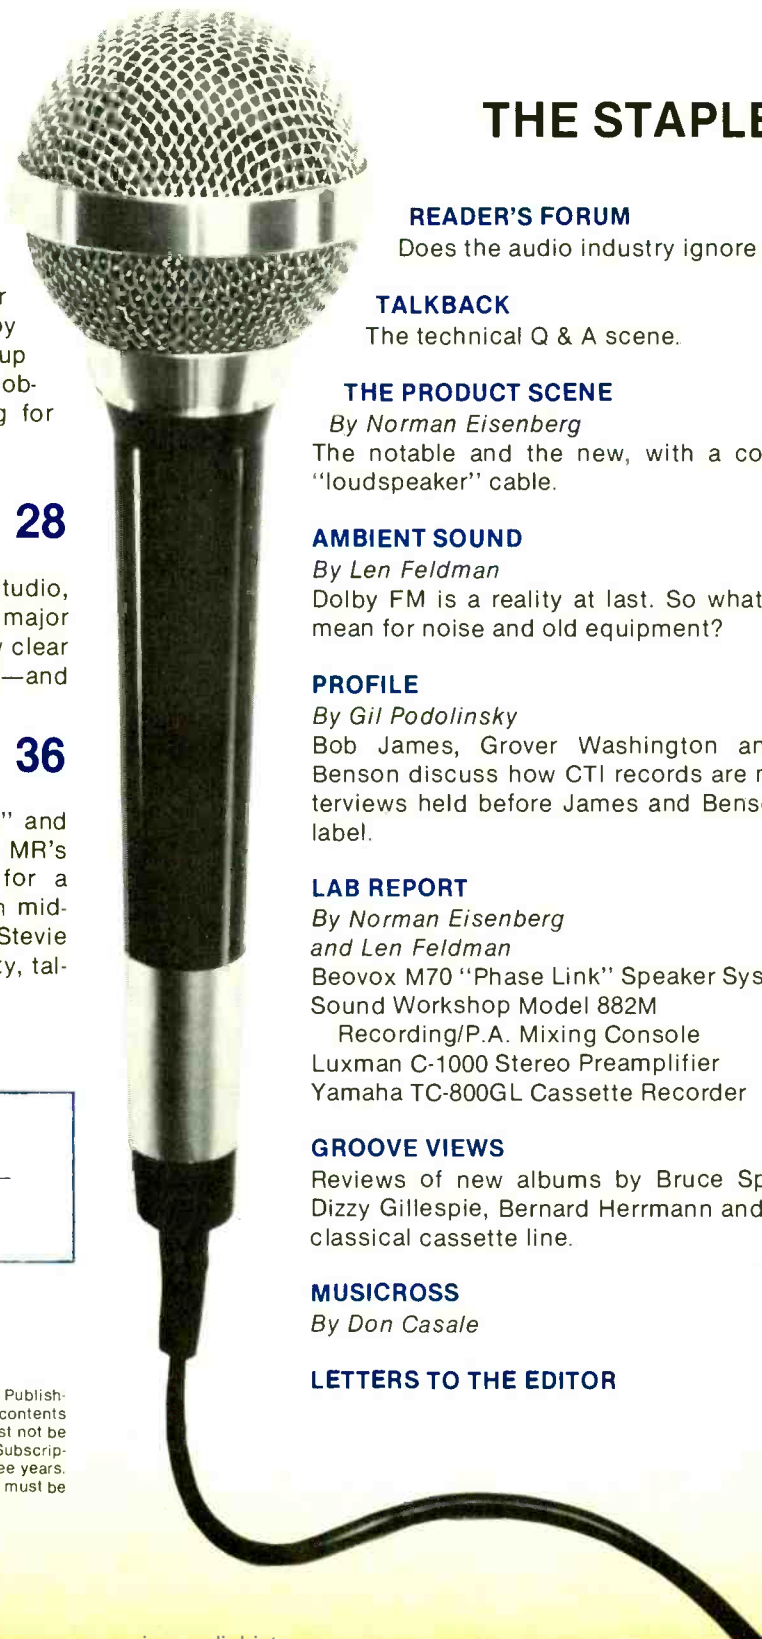 r
by
up
ob-
g for
28
tudio,
major
clear
—and
36
" and
MR's
for a
mid-
Stevie
ty, tal-
Publish-
contents
st not be
Subscrip-
ee years.
must be
THE STAPLE
READER'S FORUM
Does the audio industry ignore
TALKBACK
The technical Q & A scene.
THE PRODUCT SCENE
By Norman Eisenberg
The notable and the new, with a co
"loudspeaker" cable.
AMBIENT SOUND
By Len Feldman
Dolby FM is a reality at last. So what
mean for noise and old equipment?
PROFILE
By Gil Podolinsky
Bob James, Grover Washington an
Benson discuss how CTI records are
terviews held before James and Bens
label.
LAB REPORT
By Norman Eisenberg
and Len Feldman
Beovox M70 "Phase Link" Speaker Sys
Sound Workshop Model 882M
Recording/P.A. Mixing Console
Luxman C-1000 Stereo Preamplifier
Yamaha TC-800GL Cassette Recorder
GROOVE VIEWS
Reviews of new albums by Bruce Sp
Dizzy Gillespie, Bernard Herrmann and
classical cassette line.
MUSICROSS
By Don Casale
LETTERS TO THE EDITOR